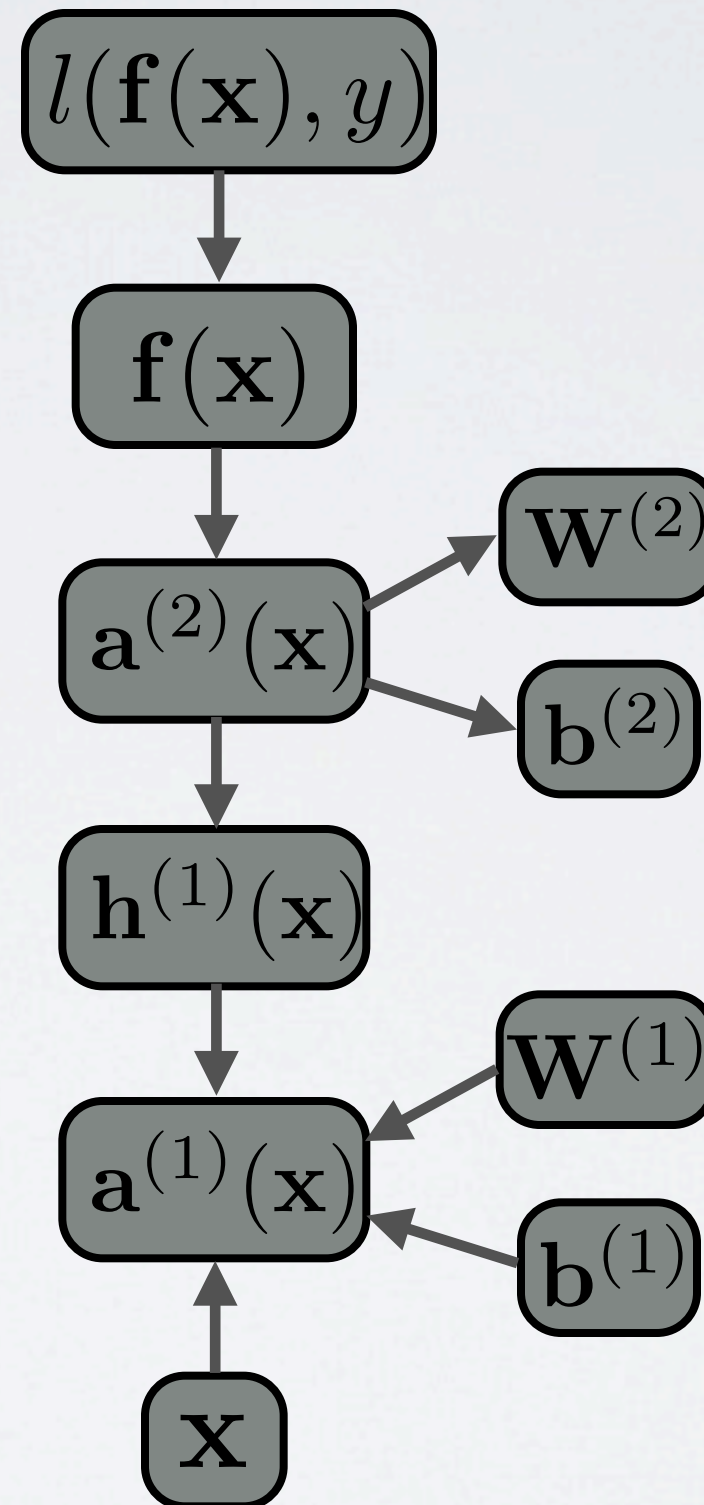 l(f(x), y)
f(x)
a⁽²⁾(x)
W⁽²⁾
b⁽²⁾
h⁽¹⁾(x)
a⁽¹⁾(x)
W⁽¹⁾
b⁽¹⁾
x